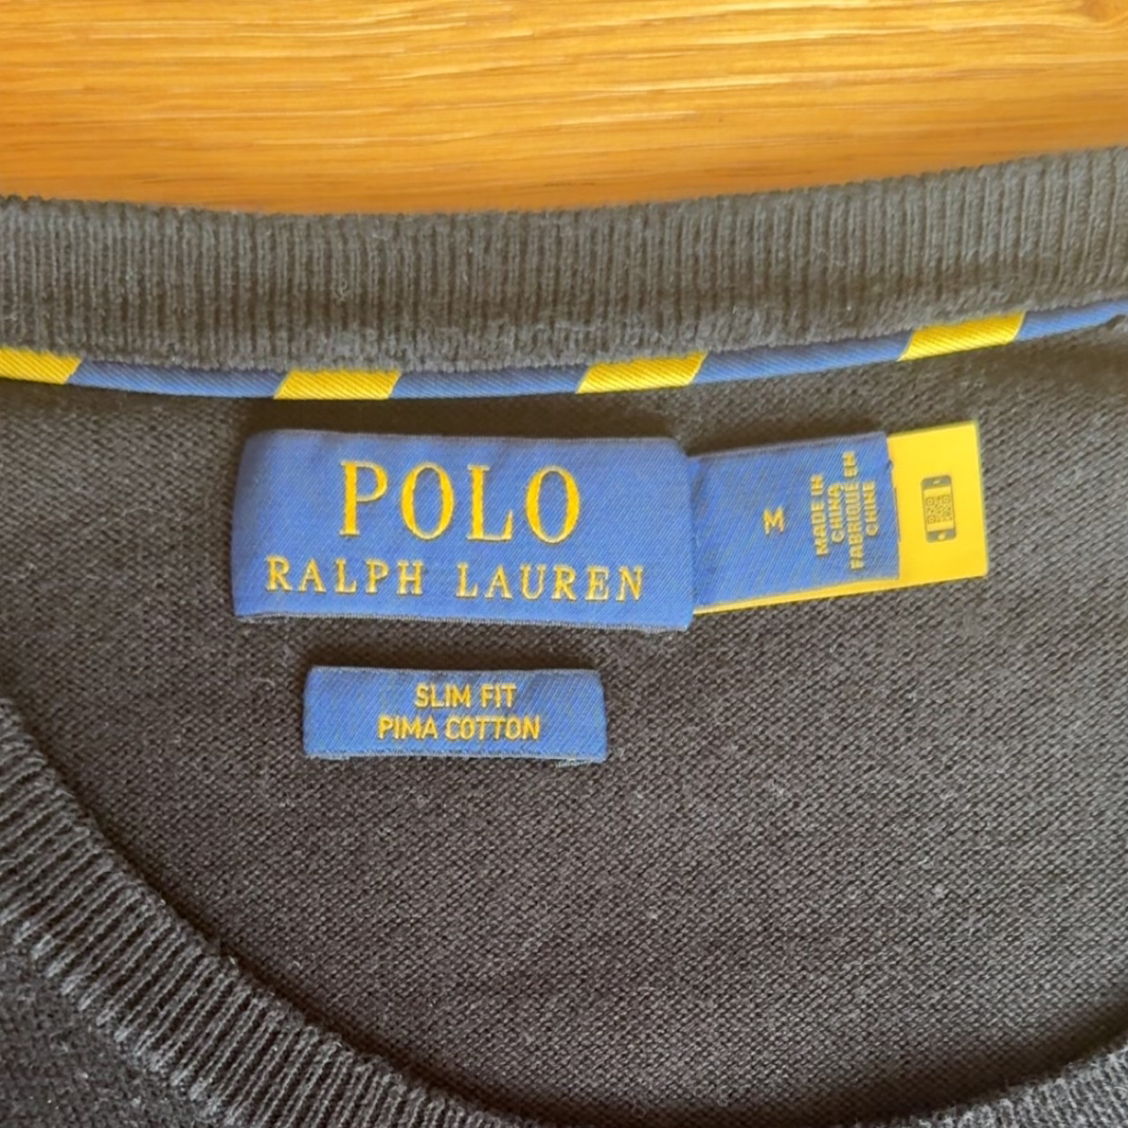 POLO
RALPH LAUREN
M
MADE IN
CHINA
FABRIQUÉ EN
CHINE
SLIM FIT
PIMA COTTON